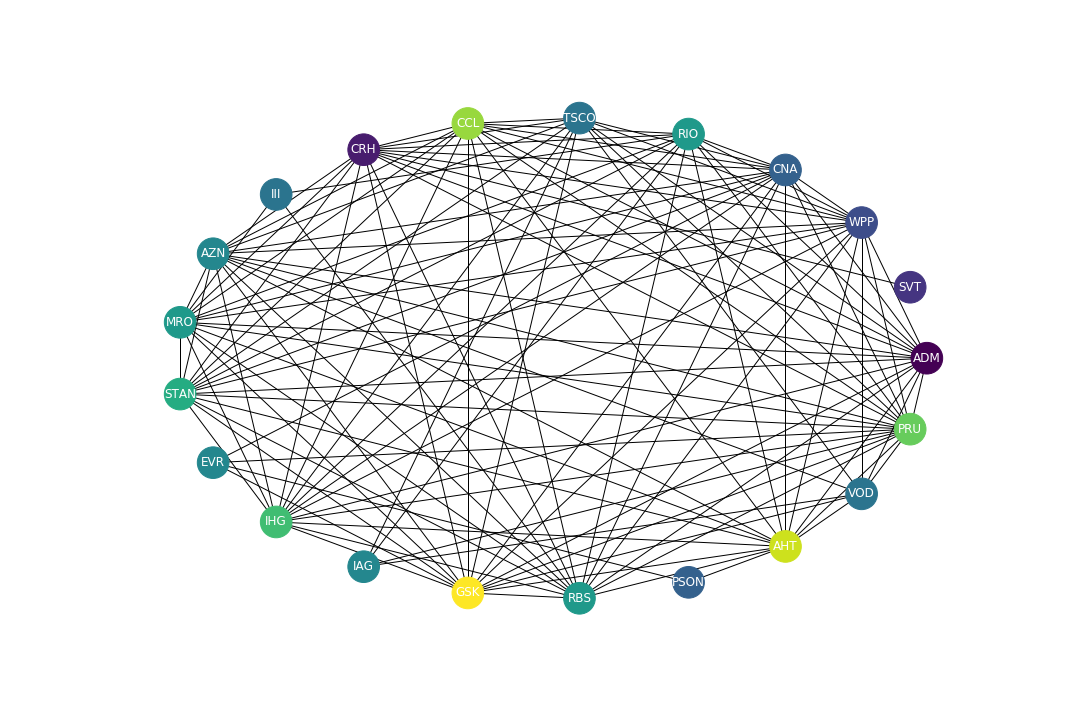 TSCO
CCL
RIO
CRH
CNA
III
WPP
AZN
SVT
MRO
ADM
STAN
PRU
EVR
VOD
IHG
AHT
IAG
PSON
GSK
RBS